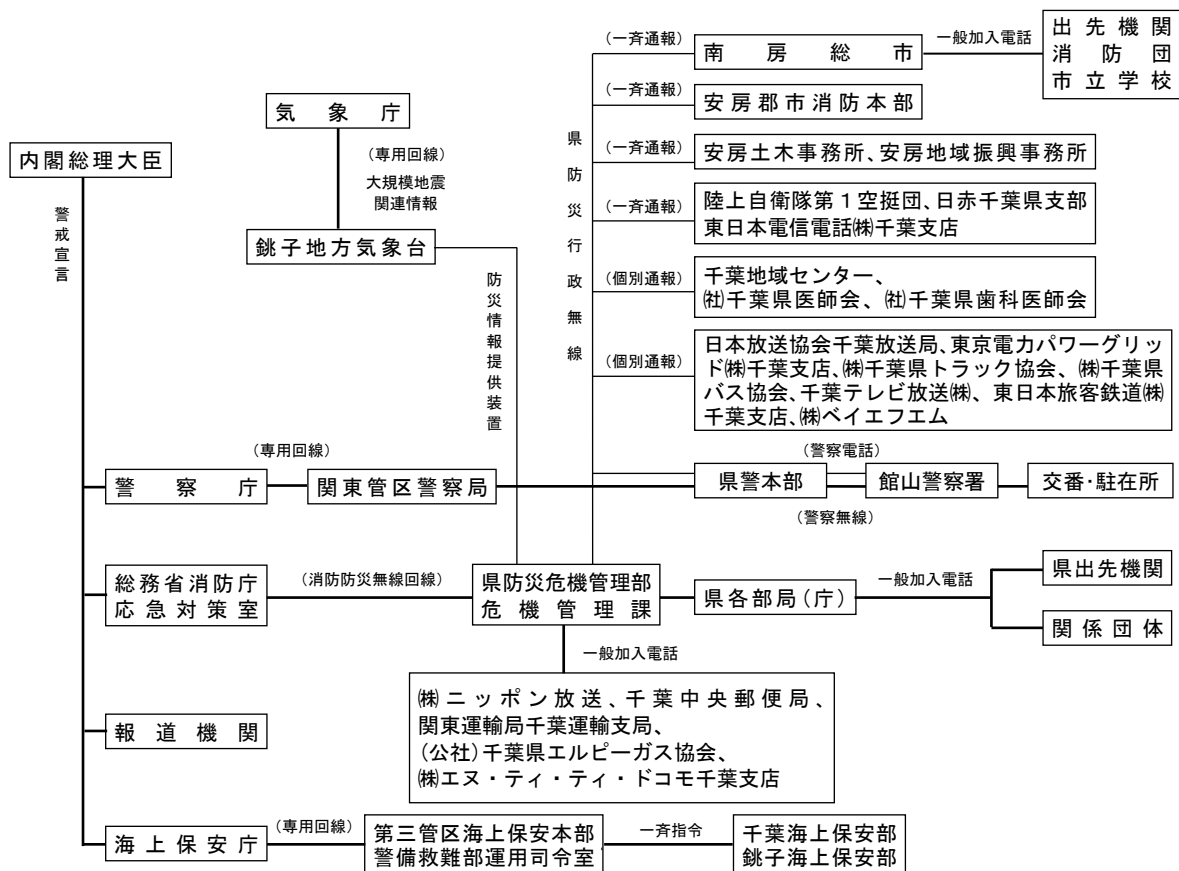 (一斉通報)
南房総市
一般加入電話
出先機関
消防団
市立学校
(一斉通報)
安房郡市消防本部
気象庁
(専用回線)
大規模地震
関連情報
内閣総理大臣
警戒宣言
県防災行政無線
(一斉通報)
安房土木事務所、安房地域振興事務所
(一斉通報)
陸上自衛隊第1空挺団、日赤千葉県支部
東日本電信電話㈱千葉支店
銚子地方気象台
防災情報提供装置
(個別通報)
千葉地域センター、
㈳千葉県医師会、㈳千葉県歯科医師会
(個別通報)
日本放送協会千葉放送局、東京電力パワーグリッ
ド㈱千葉支店、㈱千葉県トラック協会、㈱千葉県
バス協会、千葉テレビ放送㈱、東日本旅客鉄道㈱
千葉支店、㈱ベイエフエム
(専用回線)
警察庁
関東管区警察局
県警本部
(警察電話)
(警察無線)
館山警察署
交番・駐在所
総務省消防庁
応急対策室
(消防防災無線回線)
県防災危機管理部
危機管理課
県各部局(庁)
一般加入電話
県出先機関
関係団体
一般加入電話
㈱ニッポン放送、千葉中央郵便局、
関東運輸局千葉運輸支局、
(公社)千葉県エルピーガス協会、
㈱エヌ・ティ・ティ・ドコモ千葉支店
報道機関
海上保安庁
(専用回線)
第三管区海上保安本部
警備救難部運用司令室
一斉指令
千葉海上保安部
銚子海上保安部